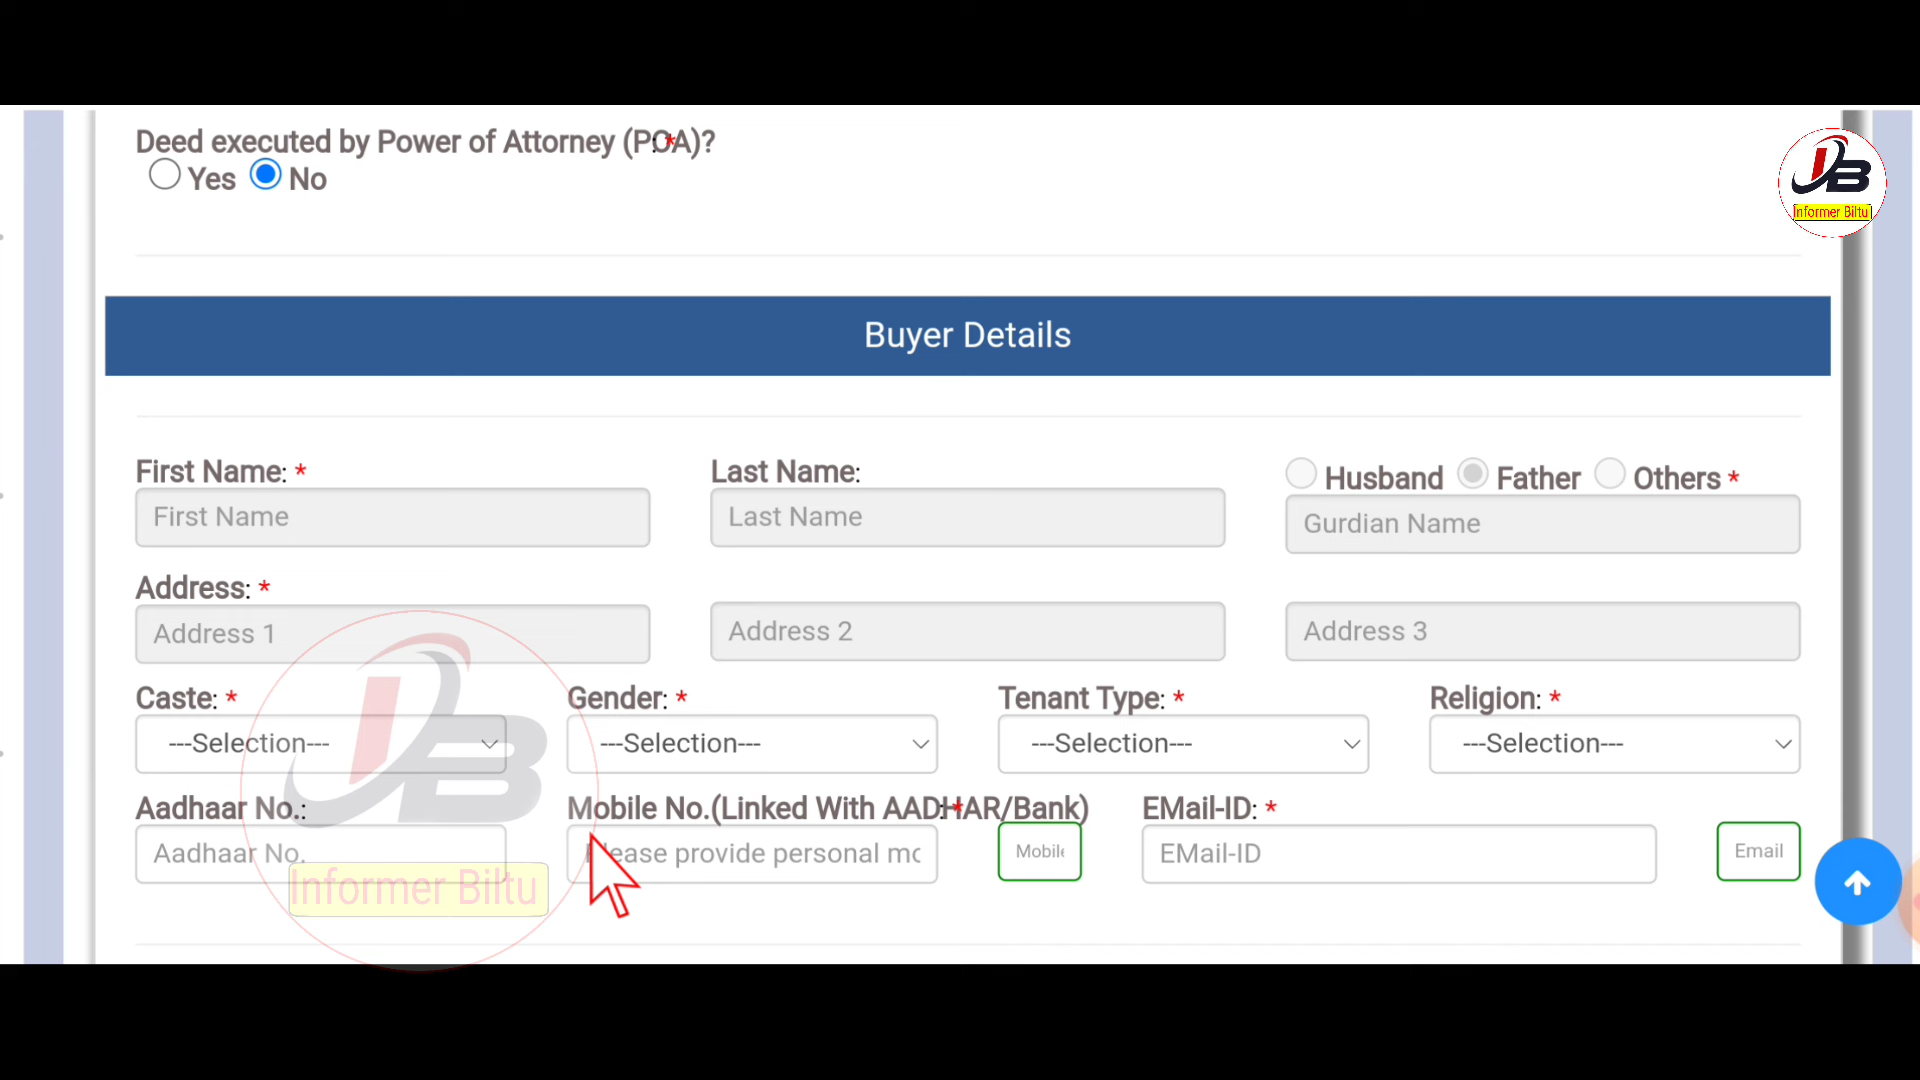 Deed executed by Power of Attorney (POA)? : *
Yes No
Informer Biltu
Buyer Details
First Name: * Last Name: Husband Father Others *
First Name Last Name Gurdian Name
Address: *
Address 1 Address 2 Address 3
Caste: * Gender: * Tenant Type: * Religion: *
---Selection--- ---Selection--- ---Selection--- ---Selection---
Aadhaar No.: Mobile No.(Linked With AADHAR/Bank) : * EMail-ID: *
Aadhaar No. Please provide personal mo Mobile EMail-ID Email
Informer Biltu